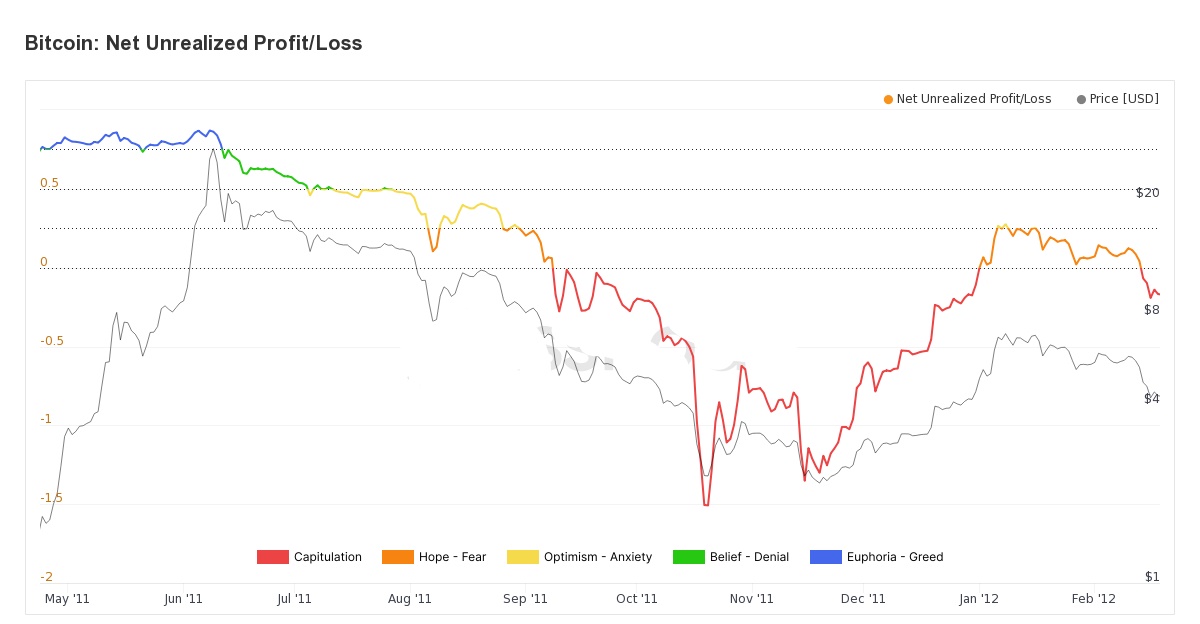 Bitcoin: Net Unrealized Profit/Loss
Net Unrealized Profit/Loss Price [USD]
0.5
0
-0.5
-1
-1.5
-2
$20
$8
$4
$1
Capitulation Hope - Fear Optimism - Anxiety Belief - Denial Euphoria - Greed
May '11 Jun '11 Jul '11 Aug '11 Sep '11 Oct '11 Nov '11 Dec '11 Jan '12 Feb '12